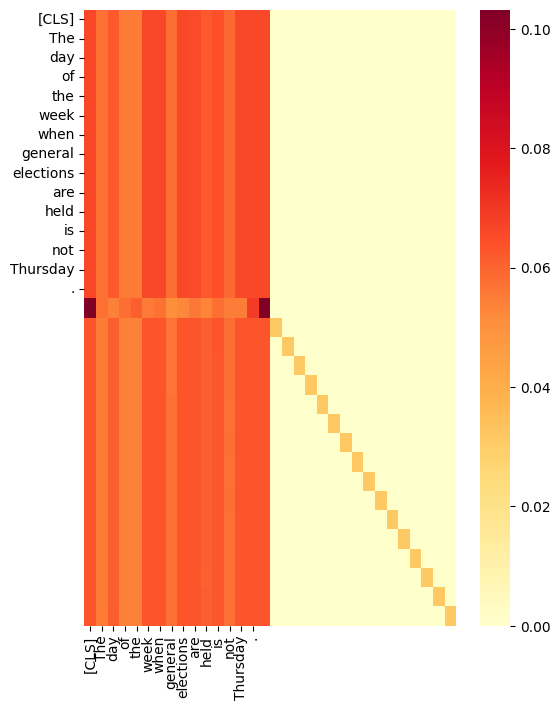 [CLS]
The
day
of
the
week
when
general
elections
are
held
is
not
Thursday
.
[CLS]
The
day
of
the
week
when
general
elections
are
held
is
not
Thursday
.
0.10
0.08
0.06
0.04
0.02
0.00